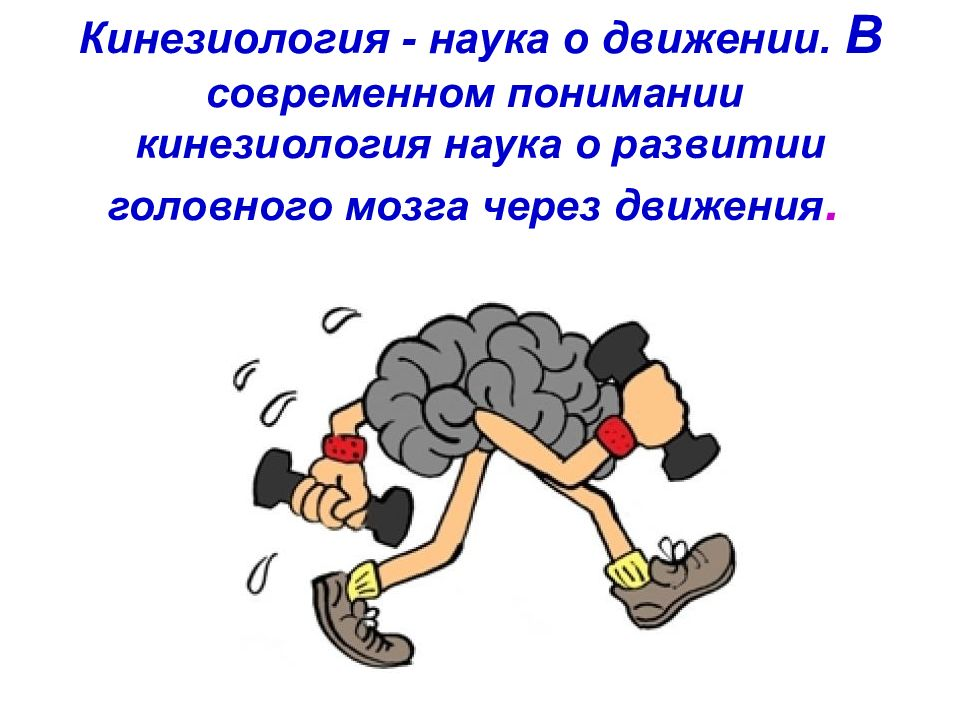 Кинезиология - наука о движении. В
современном понимании
кинезиология наука о развитии
головного мозга через движения.